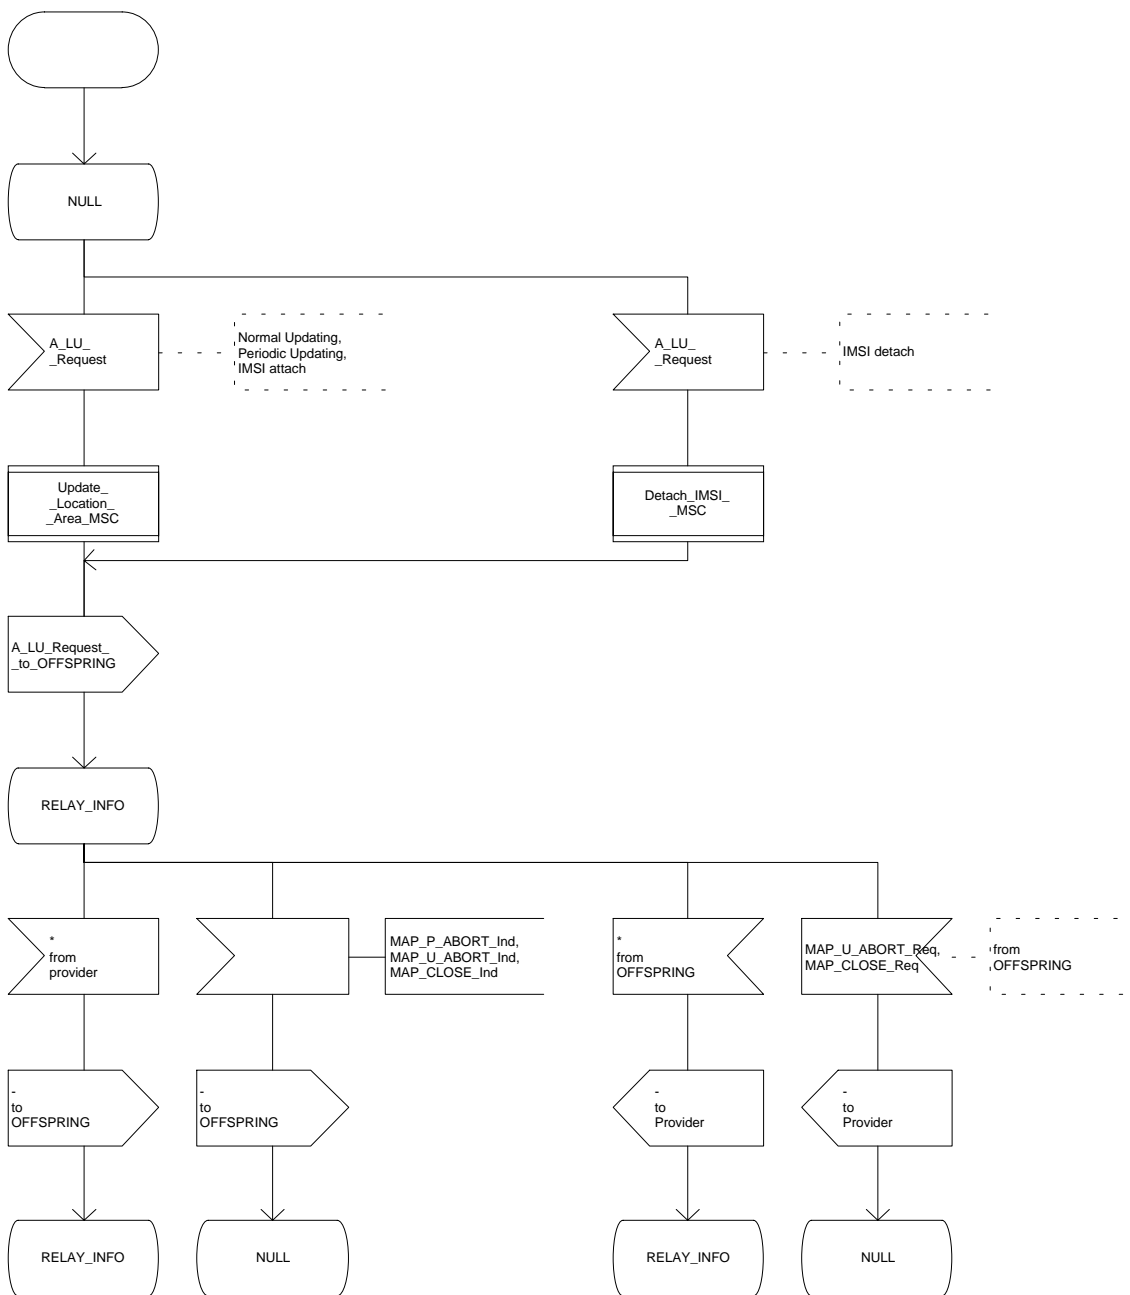 NULL
A_LU_
_Request
Normal Updating,
Periodic Updating,
IMSI attach
A_LU_
_Request
IMSI detach
Update_
_Location_
_Area_MSC
Detach_IMSI_
_MSC
A_LU_Request_
_to_OFFSPRING
RELAY_INFO
*
from
provider
MAP_P_ABORT_Ind,
MAP_U_ABORT_Ind,
MAP_CLOSE_Ind
*
from
OFFSPRING
MAP_U_ABORT_Req,
MAP_CLOSE_Req
from
OFFSPRING
-
to
OFFSPRING
-
to
OFFSPRING
-
to
Provider
-
to
Provider
RELAY_INFO
NULL
RELAY_INFO
NULL